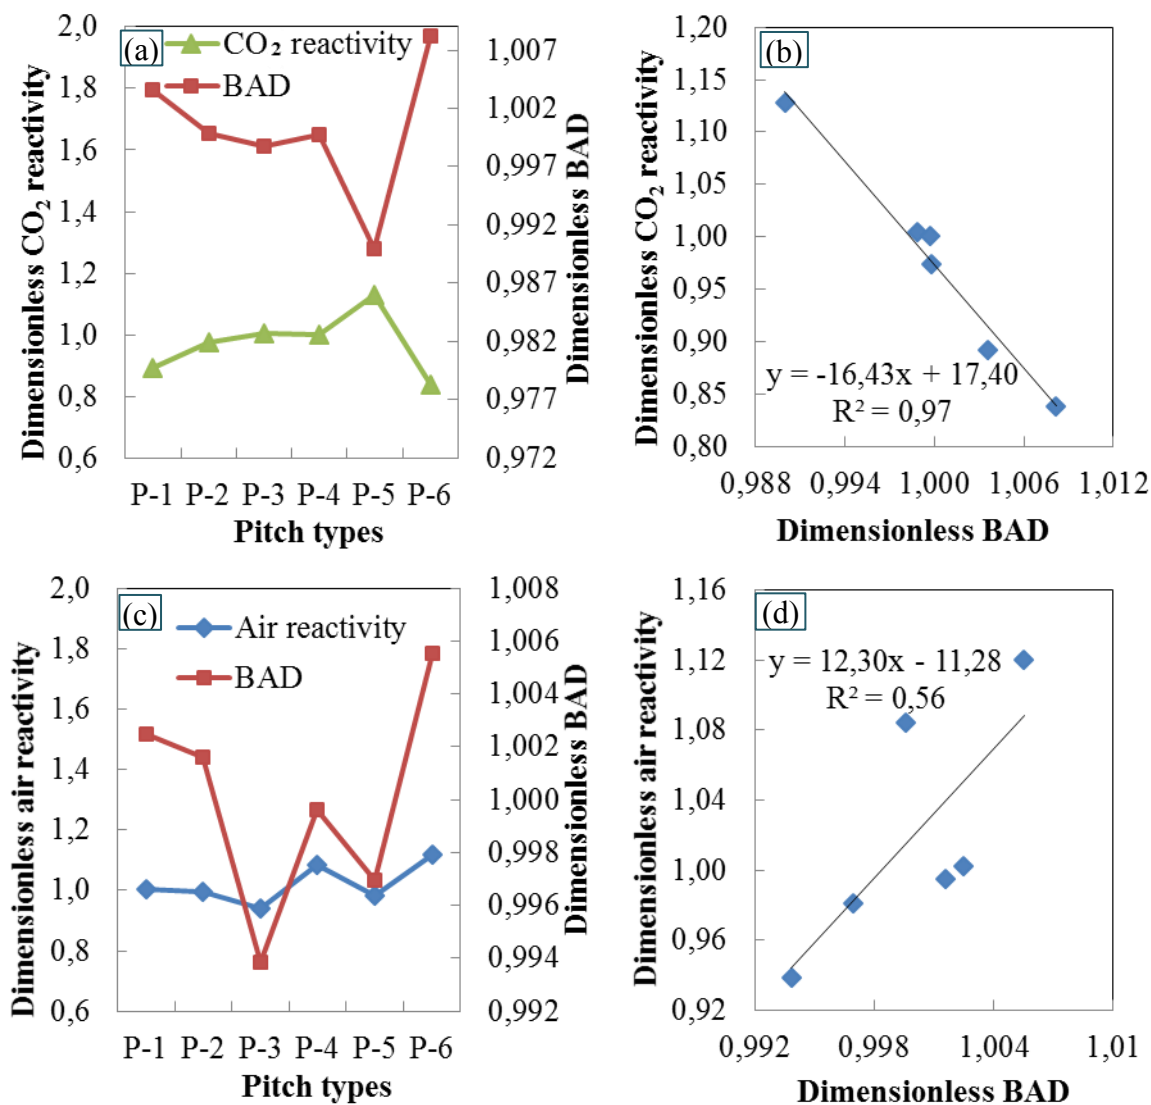 (a)
CO₂ reactivity
BAD
2,0
1,8
1,6
1,4
1,2
1,0
0,8
0,6
Dimensionless CO₂ reactivity
1,007
1,002
0,997
0,992
0,987
0,982
0,977
0,972
Dimensionless BAD
P-1 P-2 P-3 P-4 P-5 P-6
Pitch types
(b)
1,20
1,15
1,10
1,05
1,00
0,95
0,90
0,85
0,80
Dimensionless CO₂ reactivity
y = -16,43x + 17,40
R² = 0,97
0,988 0,994 1,000 1,006 1,012
Dimensionless BAD
(c)
Air reactivity
BAD
2,0
1,8
1,6
1,4
1,2
1,0
0,8
0,6
Dimensionless air reactivity
1,008
1,006
1,004
1,002
1,000
0,998
0,996
0,994
0,992
Dimensionless BAD
P-1 P-2 P-3 P-4 P-5 P-6
Pitch types
(d)
1,16
1,12
1,08
1,04
1,00
0,96
0,92
Dimensionless air reactivity
y = 12,30x - 11,28
R² = 0,56
0,992 0,998 1,004 1,01
Dimensionless BAD